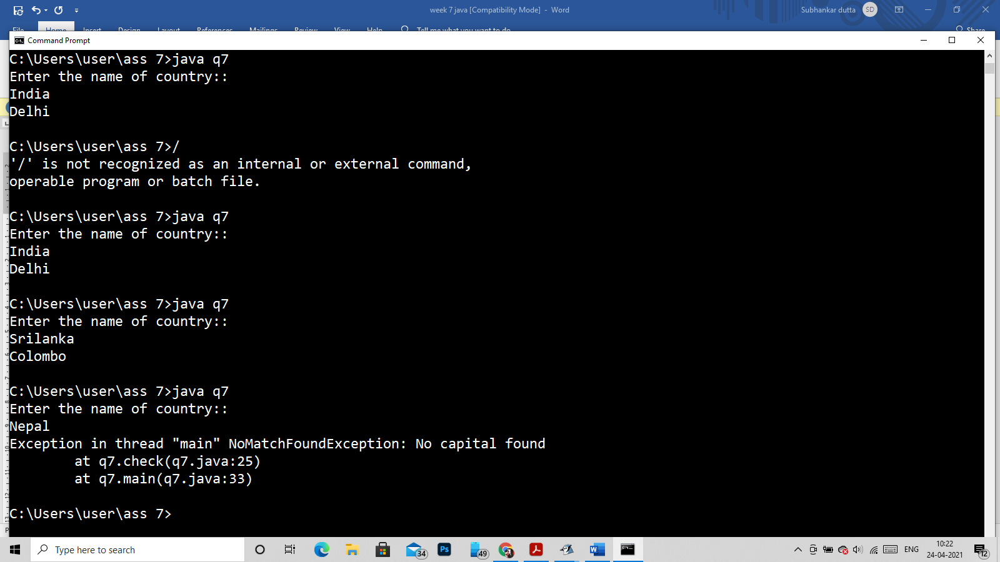 week 7 java [Compatibility Mode] - Word
Subhankar dutta
SD
File Home Insert Design Layout References Mailings Review View Help Tell me what you want to do Share
Command Prompt
C:\Users\user\ass 7>java q7
Enter the name of country::
India
Delhi
C:\Users\user\ass 7>/
'/' is not recognized as an internal or external command,
operable program or batch file.
C:\Users\user\ass 7>java q7
Enter the name of country::
India
Delhi
C:\Users\user\ass 7>java q7
Enter the name of country::
Srilanka
Colombo
C:\Users\user\ass 7>java q7
Enter the name of country::
Nepal
Exception in thread "main" NoMatchFoundException: No capital found
at q7.check(q7.java:25)
at q7.main(q7.java:33)
C:\Users\user\ass 7>
Type here to search
34
Ps
49
W
ENG
10:22
24-04-2021
12